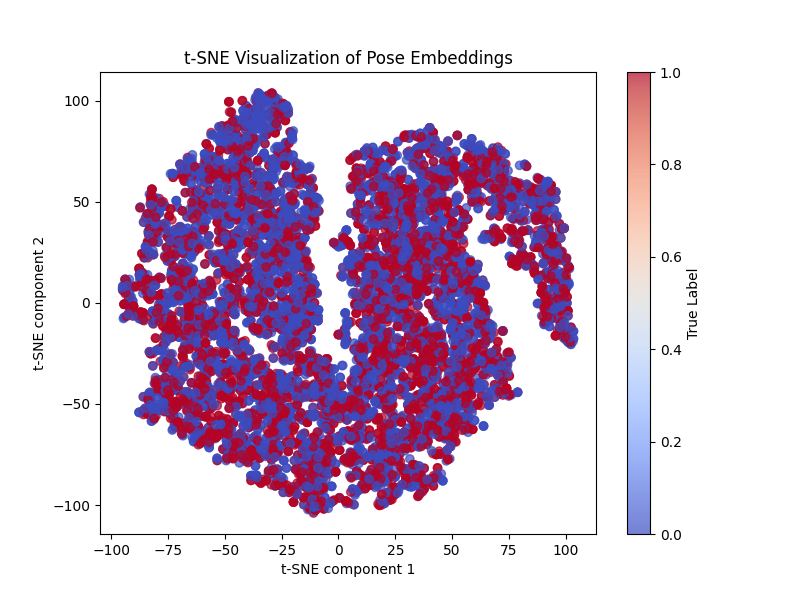 t-SNE Visualization of Pose Embeddings
100
50
0
−50
−100
t-SNE component 2
−100 −75 −50 −25 0 25 50 75 100
t-SNE component 1
1.0
0.8
0.6
0.4
0.2
0.0
True Label